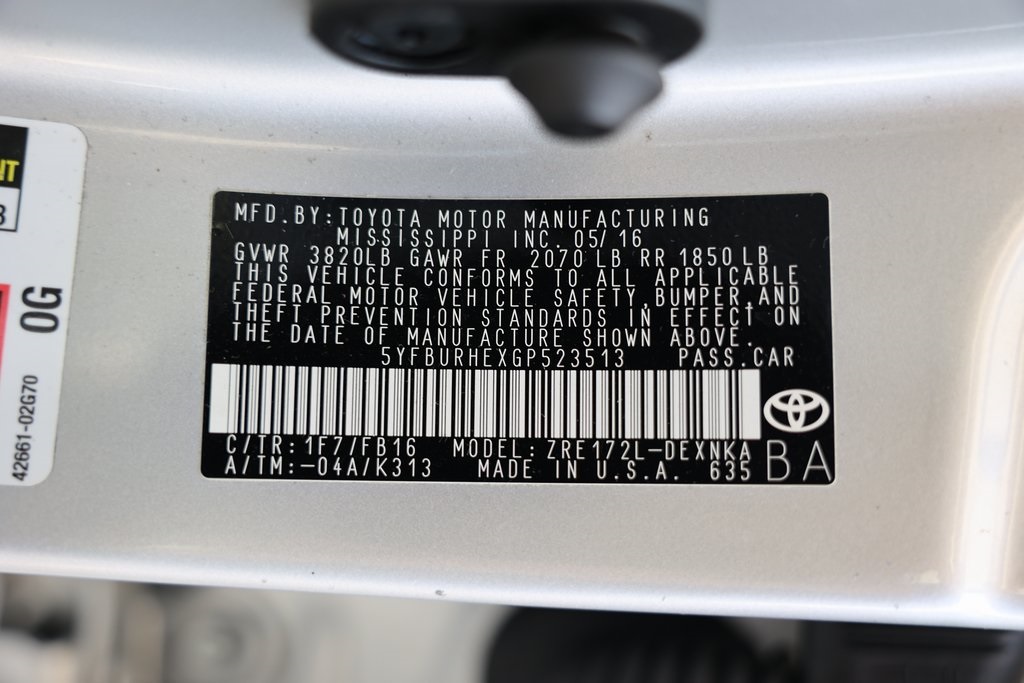 MFD.BY:TOYOTA MOTOR MANUFACTURING
MISSISSIPPI INC. 05/16
GVWR 3820LB GAWR FR 2070 LB RR 1850 LB
THIS VEHICLE CONFORMS TO ALL APPLICABLE
FEDERAL MOTOR VEHICLE SAFETY,BUMPER,AND
THEFT PREVENTION STANDARDS IN EFFECT ON
THE DATE OF MANUFACTURE SHOWN ABOVE.
5YFBURHEXGP523513 PASS.CAR
C/TR:1F7/FB16 MODEL:ZRE172L-DEXNKA
A/TM:-04A/K313 MADE IN U.S.A. 635
BA
0G
42661-02G70